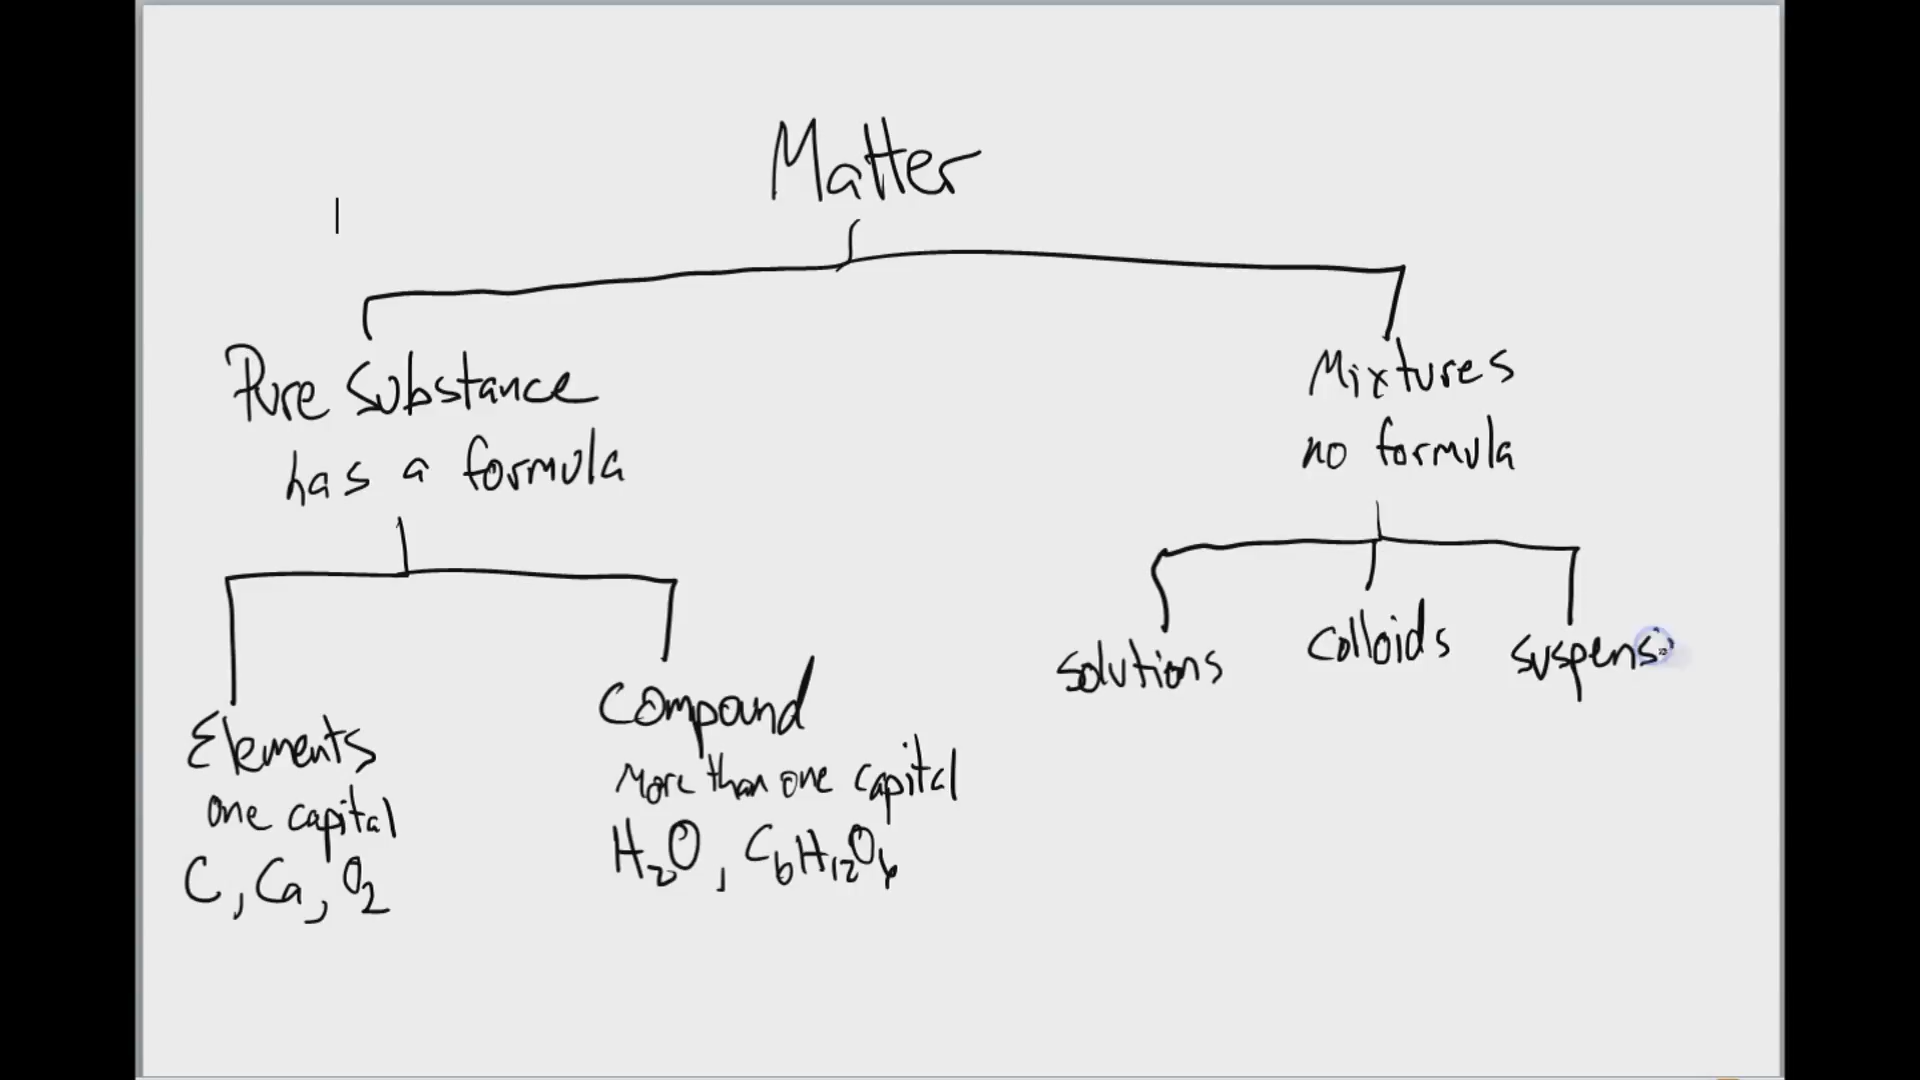 Matter
Pure Substance
has a formula
Mixtures
no formula
Elements
one capital
C, Ca, O2
Compound
More than one capital
H2O, C6H12O6
solutions
colloids
suspensi